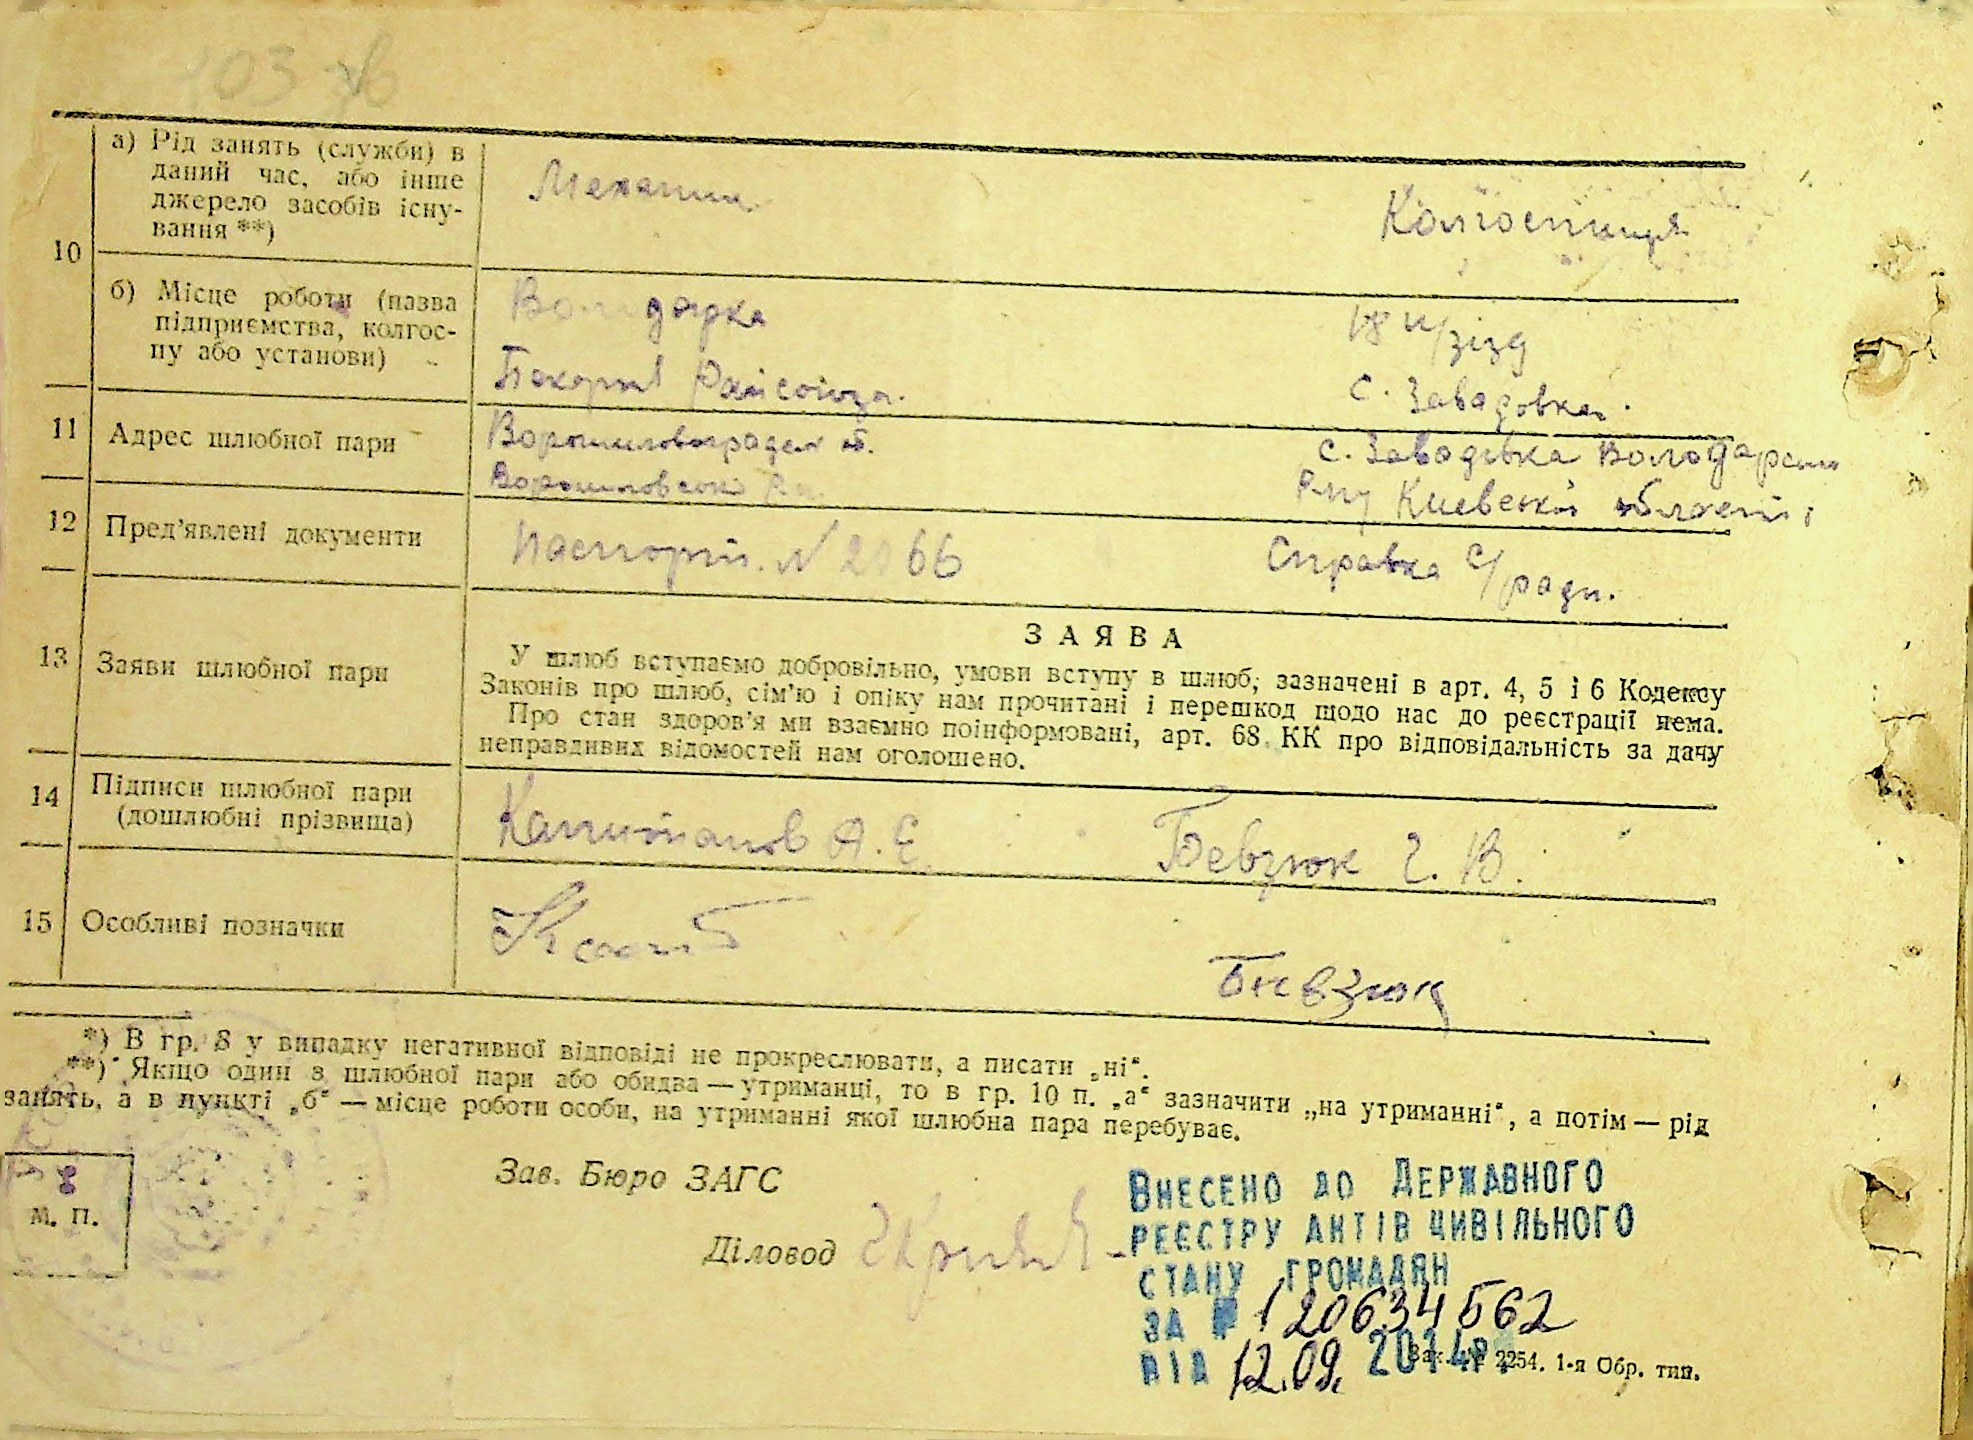 103 зв
10
а) Рід занять (служби) в
даний час, або інше
джерело засобів існу-
вання **)
Механик
Колгоспниця
б) Місце роботи (назва
підприємства, колгос-
пу або установи)
Володарка
Пекарня Райсоюза.
с. Завадовка.
11
Адрес шлюбної пари
Ворошиловоградск об.
с. Завадівка Володарськ
Києвської області
12
Пред'явлені документи
Паспорт. N
Справка с/ради.
13
Заяви шлюбної пари
ЗАЯВА
У шлюб вступаємо добровільно, умови вступу в шлюб, зазначені в арт. 4, 5 і 6 Кодексу
Законів про шлюб, сім'ю і опіку нам прочитані і перешкод щодо нас до реєстрації нема.
Про стан здоров'я ми взаємно поінформовані, арт. 68 КК про відповідальність за дачу
неправдивих відомостей нам оголошено.
14
Підписи шлюбної пари
(дошлюбні прізвища)
А. Е.
Бевзюк Г. В.
15
Особливі позначки
Бевзюк
*) В гр. 8 у випадку негативної відповіді не прокреслювати, а писати „ні“.
**) Якщо один з шлюбної пари або обидва — утриманці, то в гр. 10 п. „а“ зазначити „на утриманні“, а потім — рід
занять, а в пункті „б“ — місце роботи особи, на утриманні якої шлюбна пара перебуває.
М. П.
Зав. Бюро ЗАГС
Діловод
Внесено до Державного
реєстру актів цивільного
стану громадян
за № 120634562
від 12.09. 2014р.
Зак. № 2254. 1-я Обр. тип.